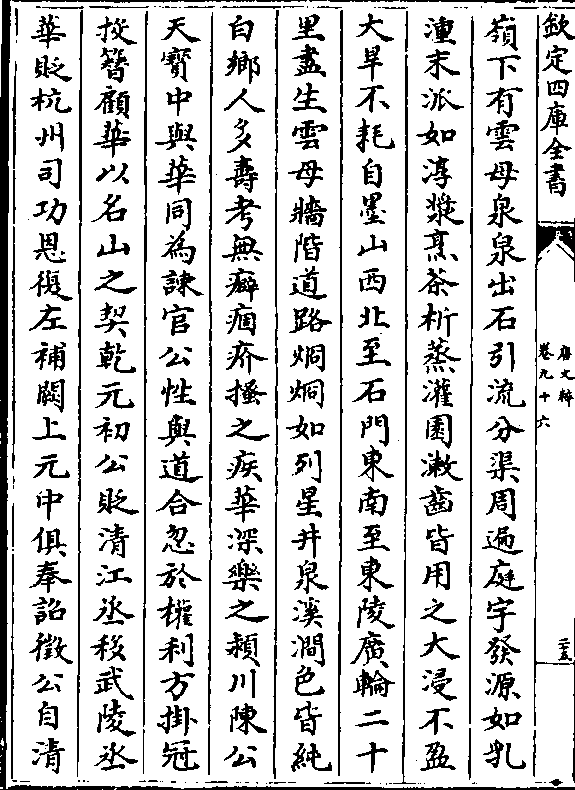 欽定四庫全書
唐文粹
卷九十六
二五
嶺下有雲母泉泉出石引流分渠周遍庭宇發源如乳
湩末派如淳漿烹茶析蒸灌園漱齒皆用之大浸不盈
大旱不耗自墨山西北至石門東南至東陵廣輪二十
里盡生雲母牆階道路炯炯如列星井泉溪澗色皆純
白鄉人多壽考無癖痼疥搔之疾華深樂之潁川陳公
天寳中與華同為諫官公性與道合忽於權利方掛冠
投簪顧華以名山之契乾元初公貶清江丞移武陵丞
華貶杭州司功恩復左補闕上元中俱奉詔徵公自清